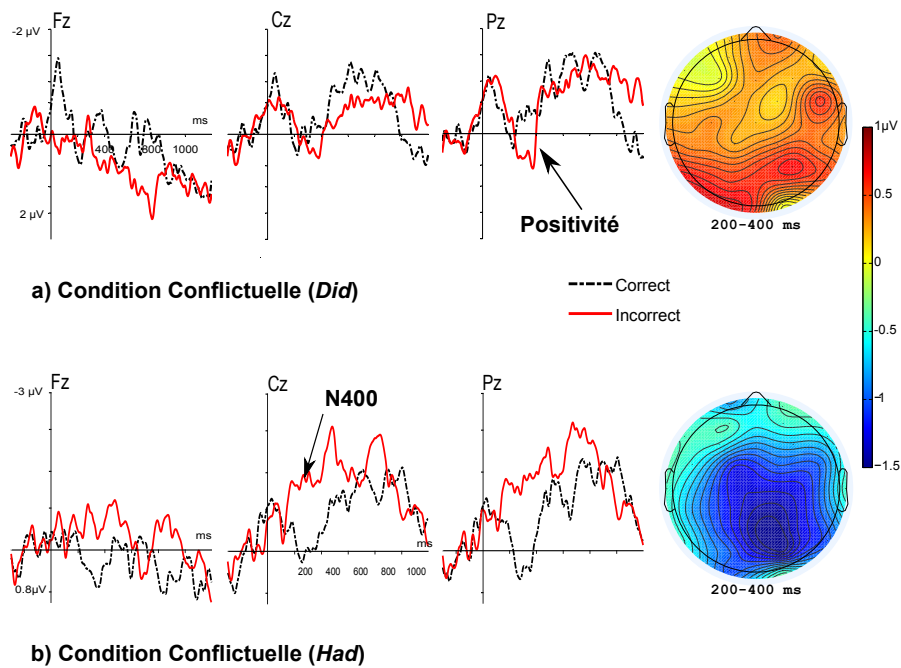 Fz
Cz
Pz
-2 µV
ms
400
800
1000
2 µV
Positivité
200-400 ms
1µV
0.5
0
-0.5
-1
-1.5
a) Condition Conflictuelle (Did)
Correct
Incorrect
Fz
Cz
Pz
-3 µV
N400
ms
0.8µV
ms
200
400
600
800
1000
200-400 ms
b) Condition Conflictuelle (Had)